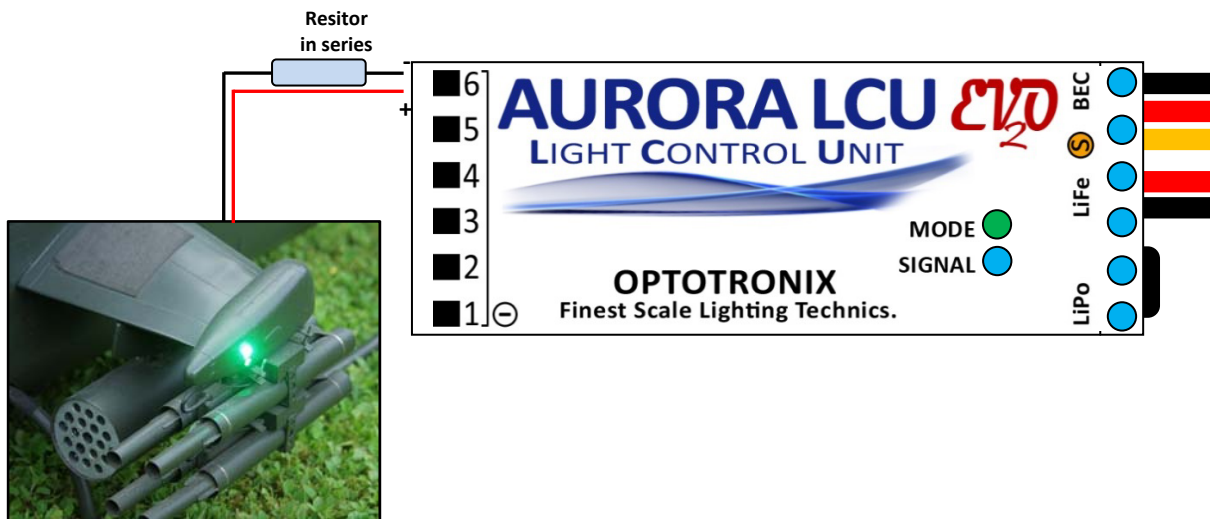 Resitor
in series
-
+
6
5
4
3
2
1
⊖
AURORA LCU EVO
2
LIGHT CONTROL UNIT
MODE
SIGNAL
OPTOTRONIX
Finest Scale Lighting Technics.
BEC
S
LiFe
LiPo